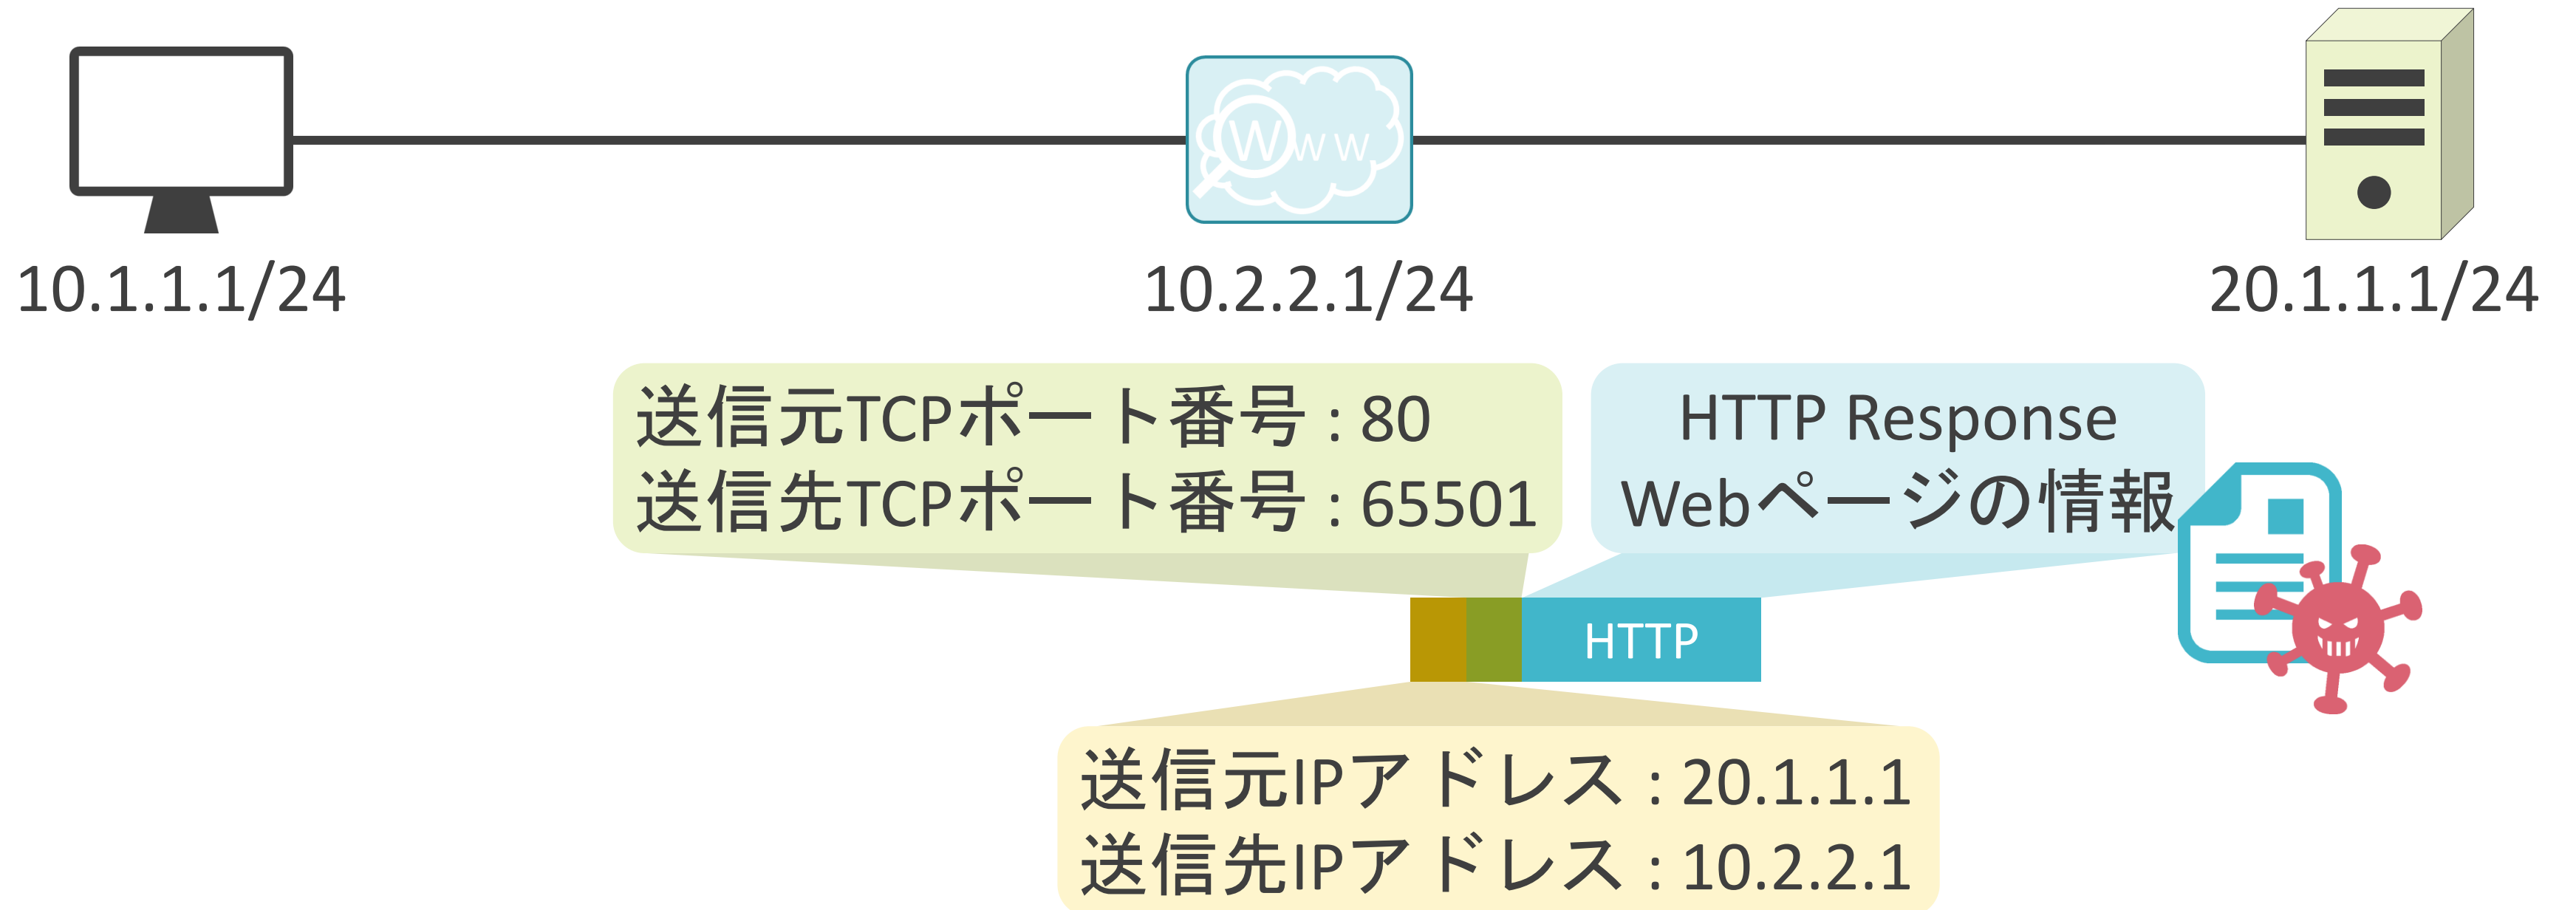 WWW
10.1.1.1/24
10.2.2.1/24
20.1.1.1/24
送信元TCPポート番号 : 80
送信先TCPポート番号 : 65501
HTTP Response
Webページの情報
HTTP
送信元IPアドレス : 20.1.1.1
送信先IPアドレス : 10.2.2.1